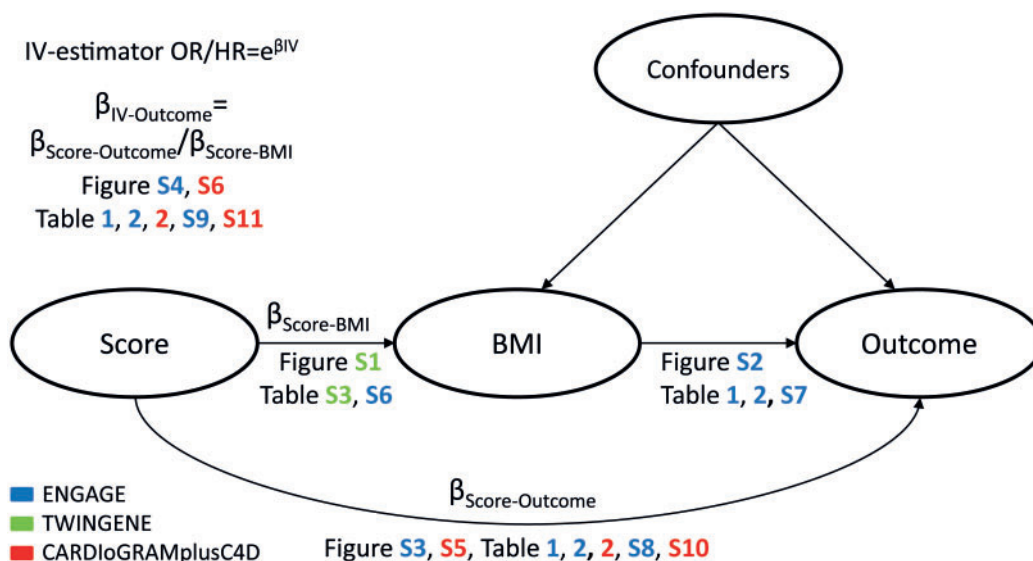 IV-estimator OR/HR=e^βIV
β_IV-Outcome=
β_Score-Outcome/β_Score-BMI
Figure S4, S6
Table 1, 2, 2, S9, S11
Confounders
Score
β_Score-BMI
Figure S1
Table S3, S6
BMI
Figure S2
Table 1, 2, S7
Outcome
β_Score-Outcome
Figure S3, S5, Table 1, 2, 2, S8, S10
ENGAGE
TWINGENE
CARDIoGRAMplusC4D